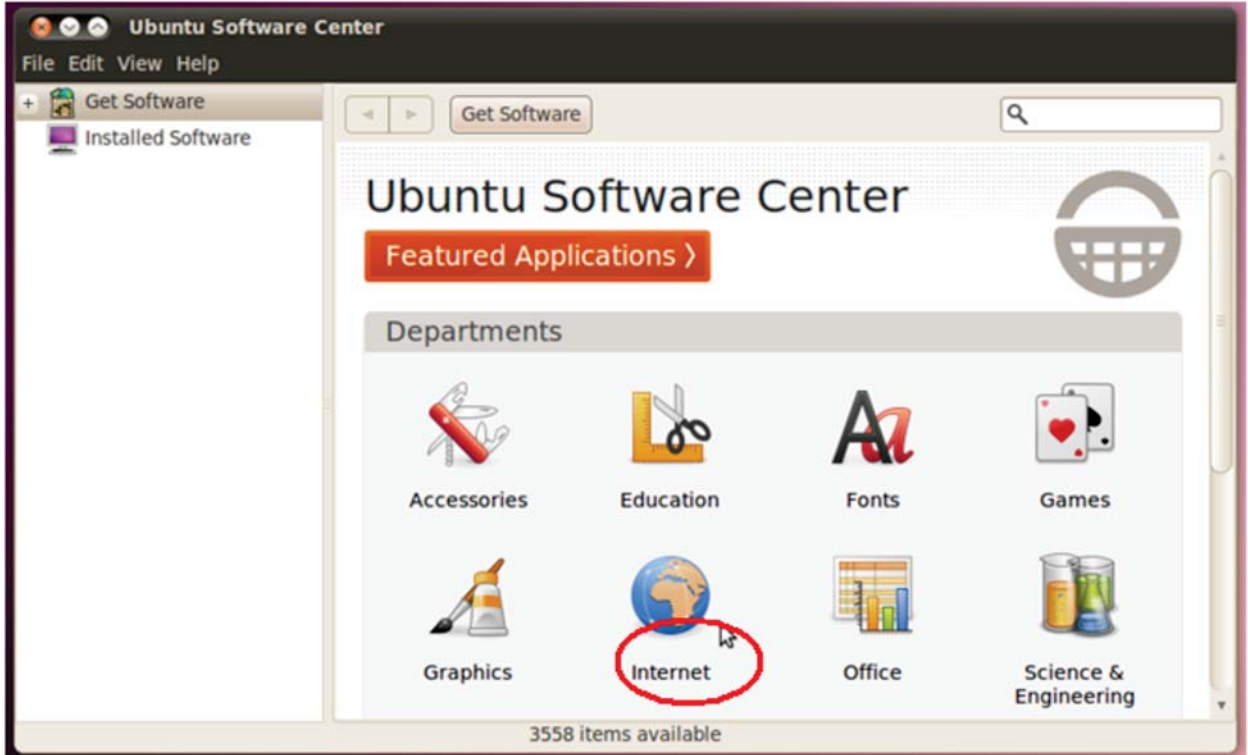 Ubuntu Software Center
File Edit View Help
Get Software
Installed Software
Get Software
Ubuntu Software Center
Featured Applications ⟩
Departments
Accessories Education Fonts Games
Graphics Internet Office Science &
Engineering
3558 items available